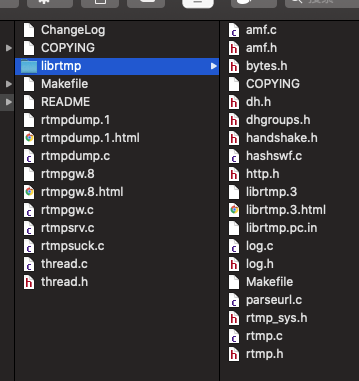 ChangeLog
COPYING
librtmp
Makefile
README
rtmpdump.1
rtmpdump.1.html
rtmpdump.c
rtmpgw.8
rtmpgw.8.html
rtmpgw.c
rtmpsrv.c
rtmpsuck.c
thread.c
thread.h
amf.c
amf.h
bytes.h
COPYING
dh.h
dhgroups.h
handshake.h
hashswf.c
http.h
librtmp.3
librtmp.3.html
librtmp.pc.in
log.c
log.h
Makefile
parseurl.c
rtmp_sys.h
rtmp.c
rtmp.h